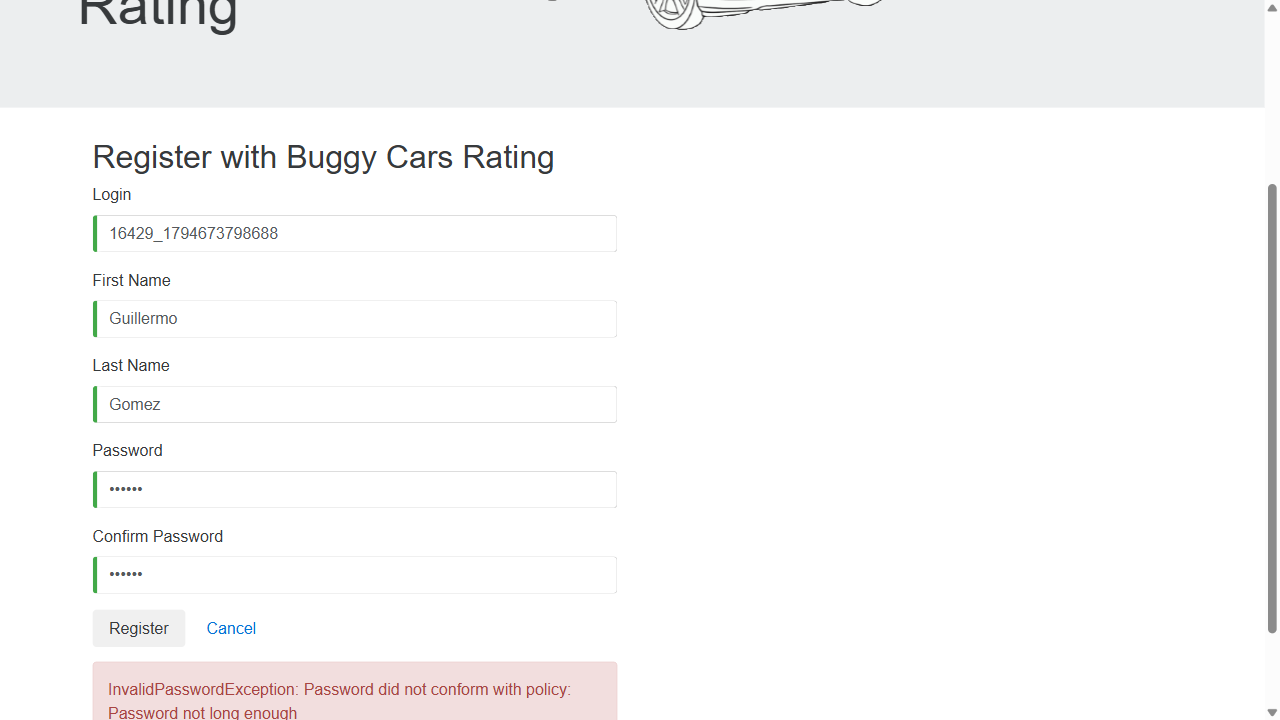 Rating
Register with Buggy Cars Rating
Login
16429_1794673798688
First Name
Guillermo
Last Name
Gomez
Password
••••••
Confirm Password
••••••
Register Cancel
InvalidPasswordException: Password did not conform with policy:
Password not long enough